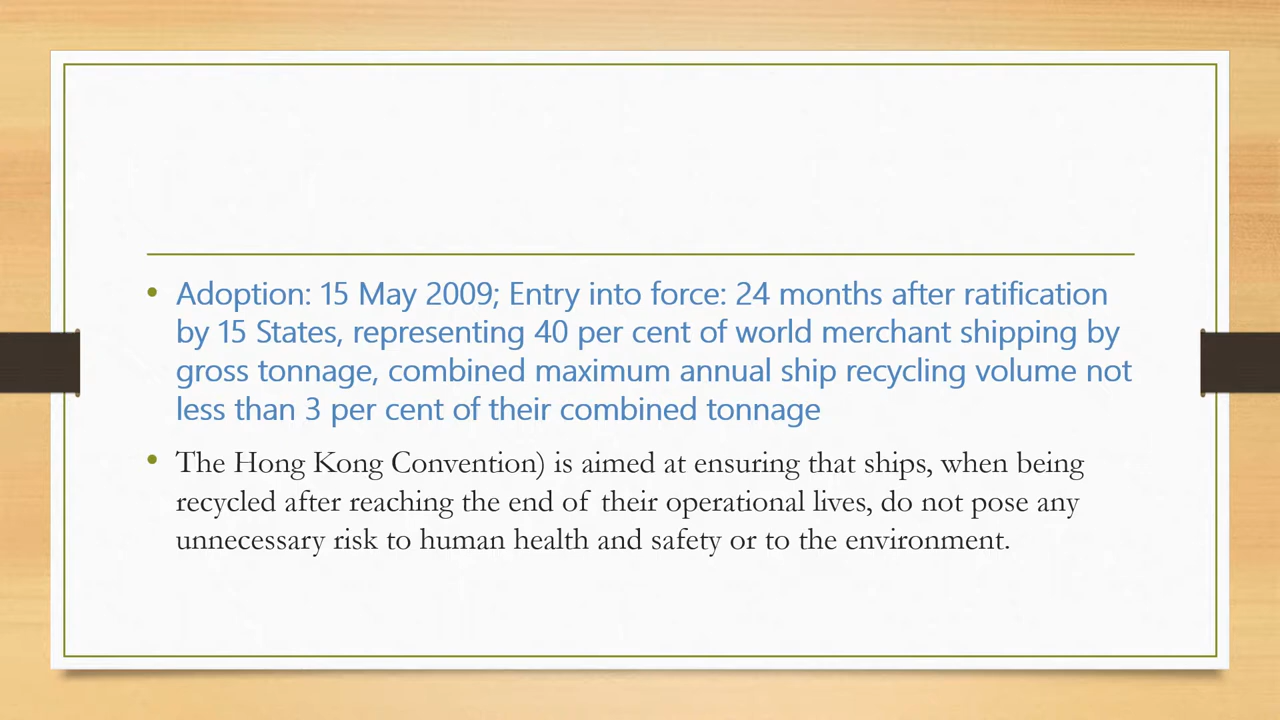 • Adoption: 15 May 2009; Entry into force: 24 months after ratification
by 15 States, representing 40 per cent of world merchant shipping by
gross tonnage, combined maximum annual ship recycling volume not
less than 3 per cent of their combined tonnage
• The Hong Kong Convention) is aimed at ensuring that ships, when being
recycled after reaching the end of their operational lives, do not pose any
unnecessary risk to human health and safety or to the environment.